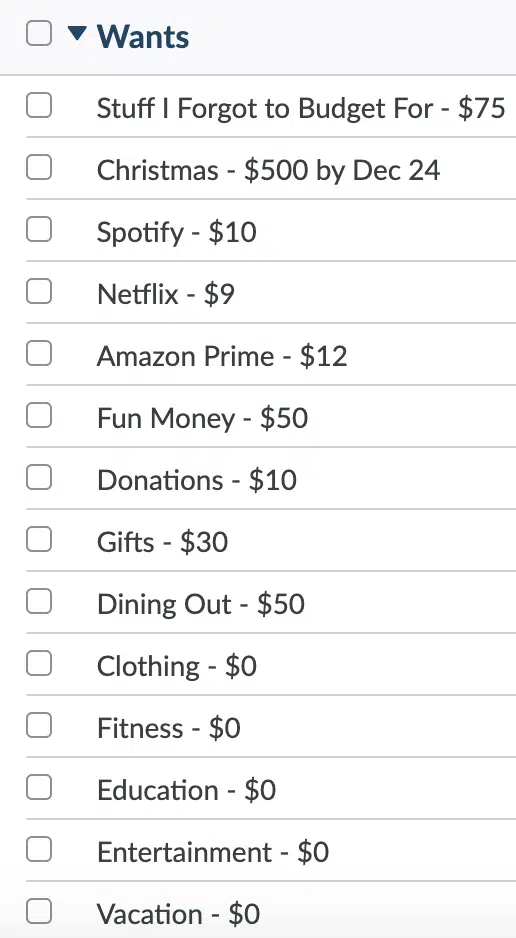 Wants
Stuff I Forgot to Budget For - $75
Christmas - $500 by Dec 24
Spotify - $10
Netflix - $9
Amazon Prime - $12
Fun Money - $50
Donations - $10
Gifts - $30
Dining Out - $50
Clothing - $0
Fitness - $0
Education - $0
Entertainment - $0
Vacation - $0